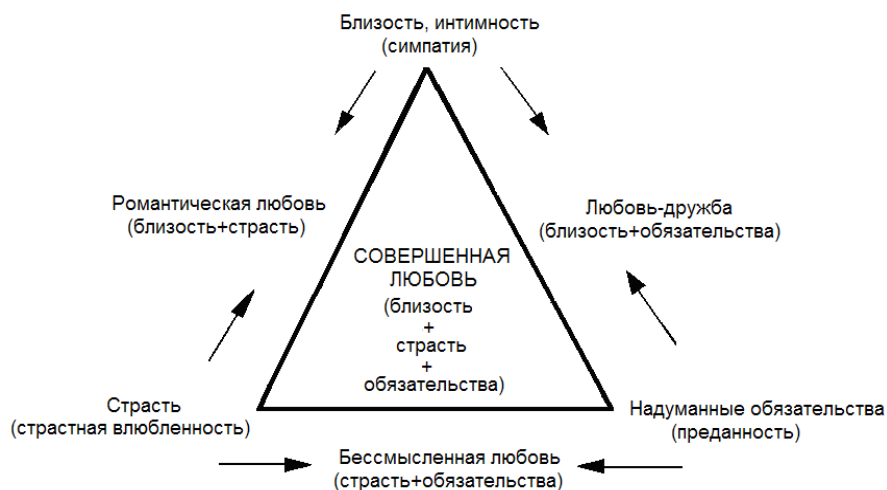 Близость, интимность
(симпатия)
Романтическая любовь
(близость+страсть)
Любовь-дружба
(близость+обязательства)
СОВЕРШЕННАЯ
ЛЮБОВЬ
(близость
+
страсть
+
обязательства)
Страсть
(страстная влюбленность)
Надуманные обязательства
(преданность)
Бессмысленная любовь
(страсть+обязательства)